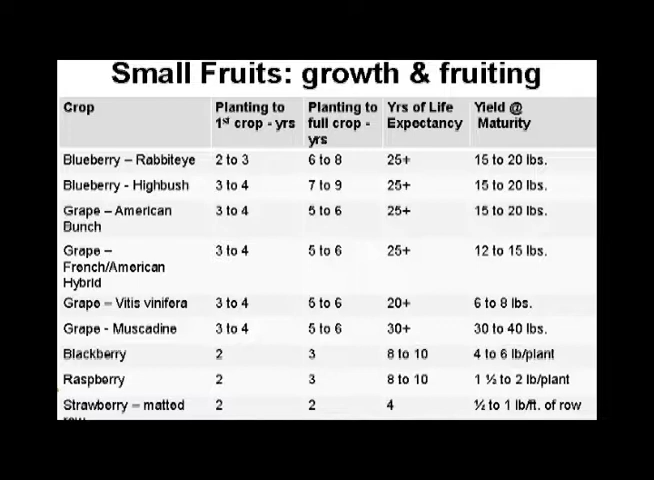 Small Fruits: growth & fruiting
Crop
Planting to 1st crop - yrs
Planting to full crop - yrs
Yrs of Life Expectancy
Yield @ Maturity
Blueberry – Rabbiteye 2 to 3 6 to 8 25+ 15 to 20 lbs.
Blueberry - Highbush 3 to 4 7 to 9 25+ 15 to 20 lbs.
Grape – American Bunch 3 to 4 5 to 6 25+ 15 to 20 lbs.
Grape – French/American Hybrid 3 to 4 5 to 6 25+ 12 to 15 lbs.
Grape – Vitis vinifera 3 to 4 5 to 6 20+ 6 to 8 lbs.
Grape - Muscadine 3 to 4 5 to 6 30+ 30 to 40 lbs.
Blackberry 2 3 8 to 10 4 to 6 lb/plant
Raspberry 2 3 8 to 10 1 ½ to 2 lb/plant
Strawberry – matted 2 2 4 ½ to 1 lb/ft. of row